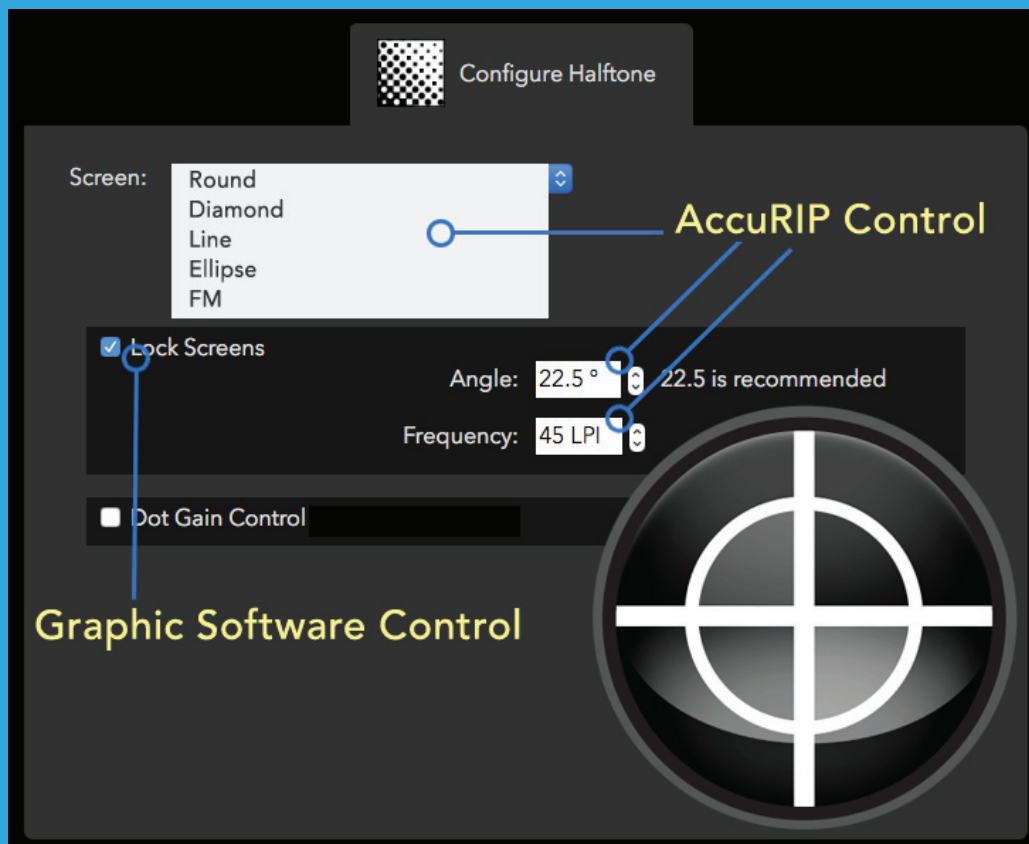 Configure Halftone
Screen:
Round
Diamond
Line
Ellipse
FM
AccuRIP Control
Lock Screens
Angle: 22.5 ° 22.5 is recommended
Frequency: 45 LPI
Dot Gain Control
Graphic Software Control